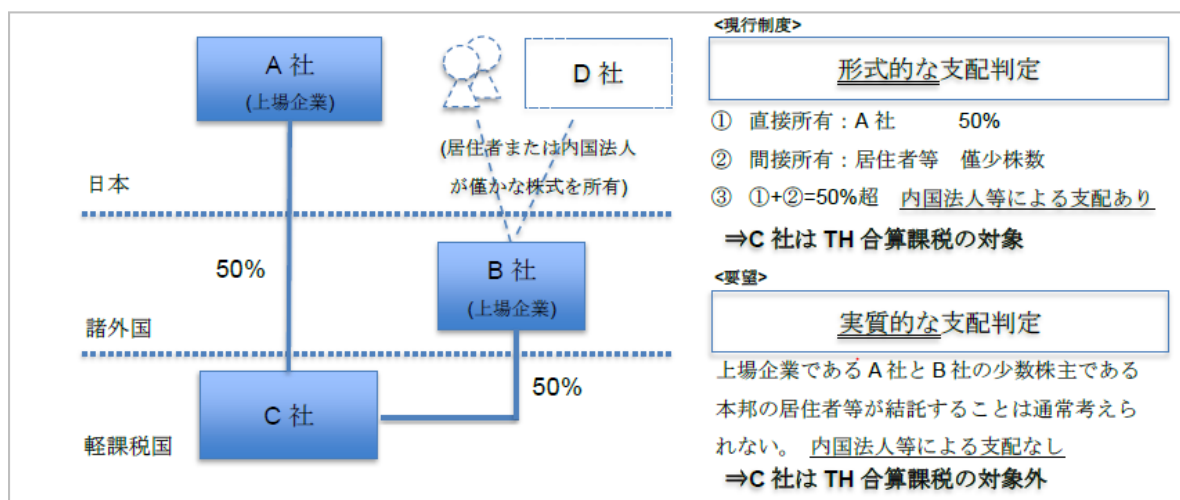 A 社
(上場企業)
D 社
(居住者または内国法人
が僅かな株式を所有)
日本
50%
B 社
(上場企業)
諸外国
50%
C 社
軽課税国
<現行制度>
形式的な支配判定
① 直接所有：A 社 50%
② 間接所有：居住者等 僅少株数
③ ①+②=50%超 内国法人等による支配あり
⇒C 社は TH 合算課税の対象
<要望>
実質的な支配判定
上場企業である A 社と B 社の少数株主である
本邦の居住者等が結託することは通常考えら
れない。 内国法人等による支配なし
⇒C 社は TH 合算課税の対象外